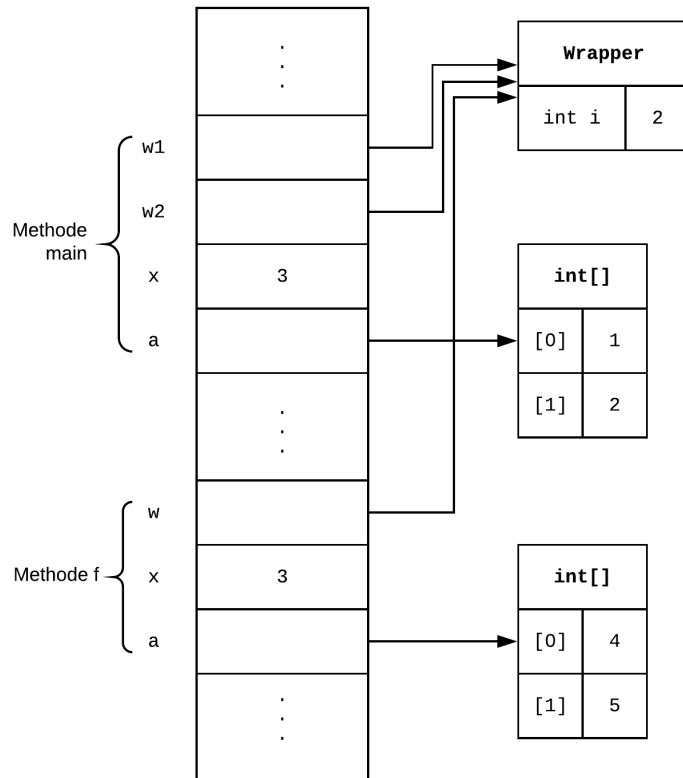 Wrapper
int i 2
w1
w2
Methode
main
x 3
a
int[]
[0] 1
[1] 2
w
Methode f
x 3
a
int[]
[0] 4
[1] 5